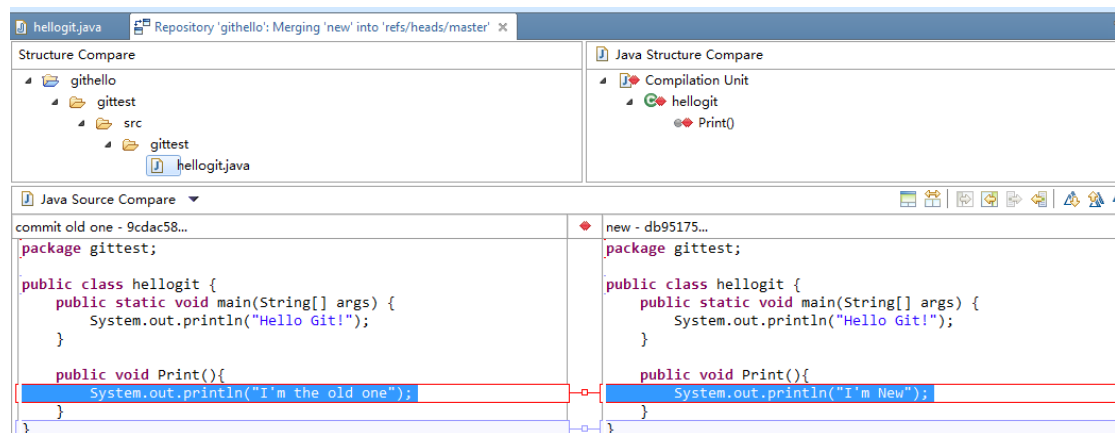 hellogit.java
Repository 'githello': Merging 'new' into 'refs/heads/master'
Structure Compare
githello
gittest
src
gittest
hellogit.java
Java Structure Compare
Compilation Unit
hellogit
Print()
Java Source Compare
commit old one - 9cdac58...
package gittest;
public class hellogit {
public static void main(String[] args) {
System.out.println("Hello Git!");
}
public void Print(){
System.out.println("I'm the old one");
}
}
new - db95175...
package gittest;
public class hellogit {
public static void main(String[] args) {
System.out.println("Hello Git!");
}
public void Print(){
System.out.println("I'm New");
}
}